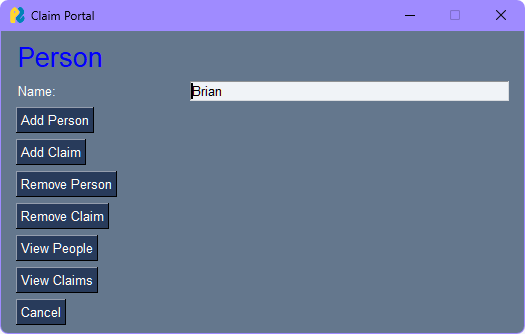 Claim Portal
Person
Name: Brian
Add Person
Add Claim
Remove Person
Remove Claim
View People
View Claims
Cancel